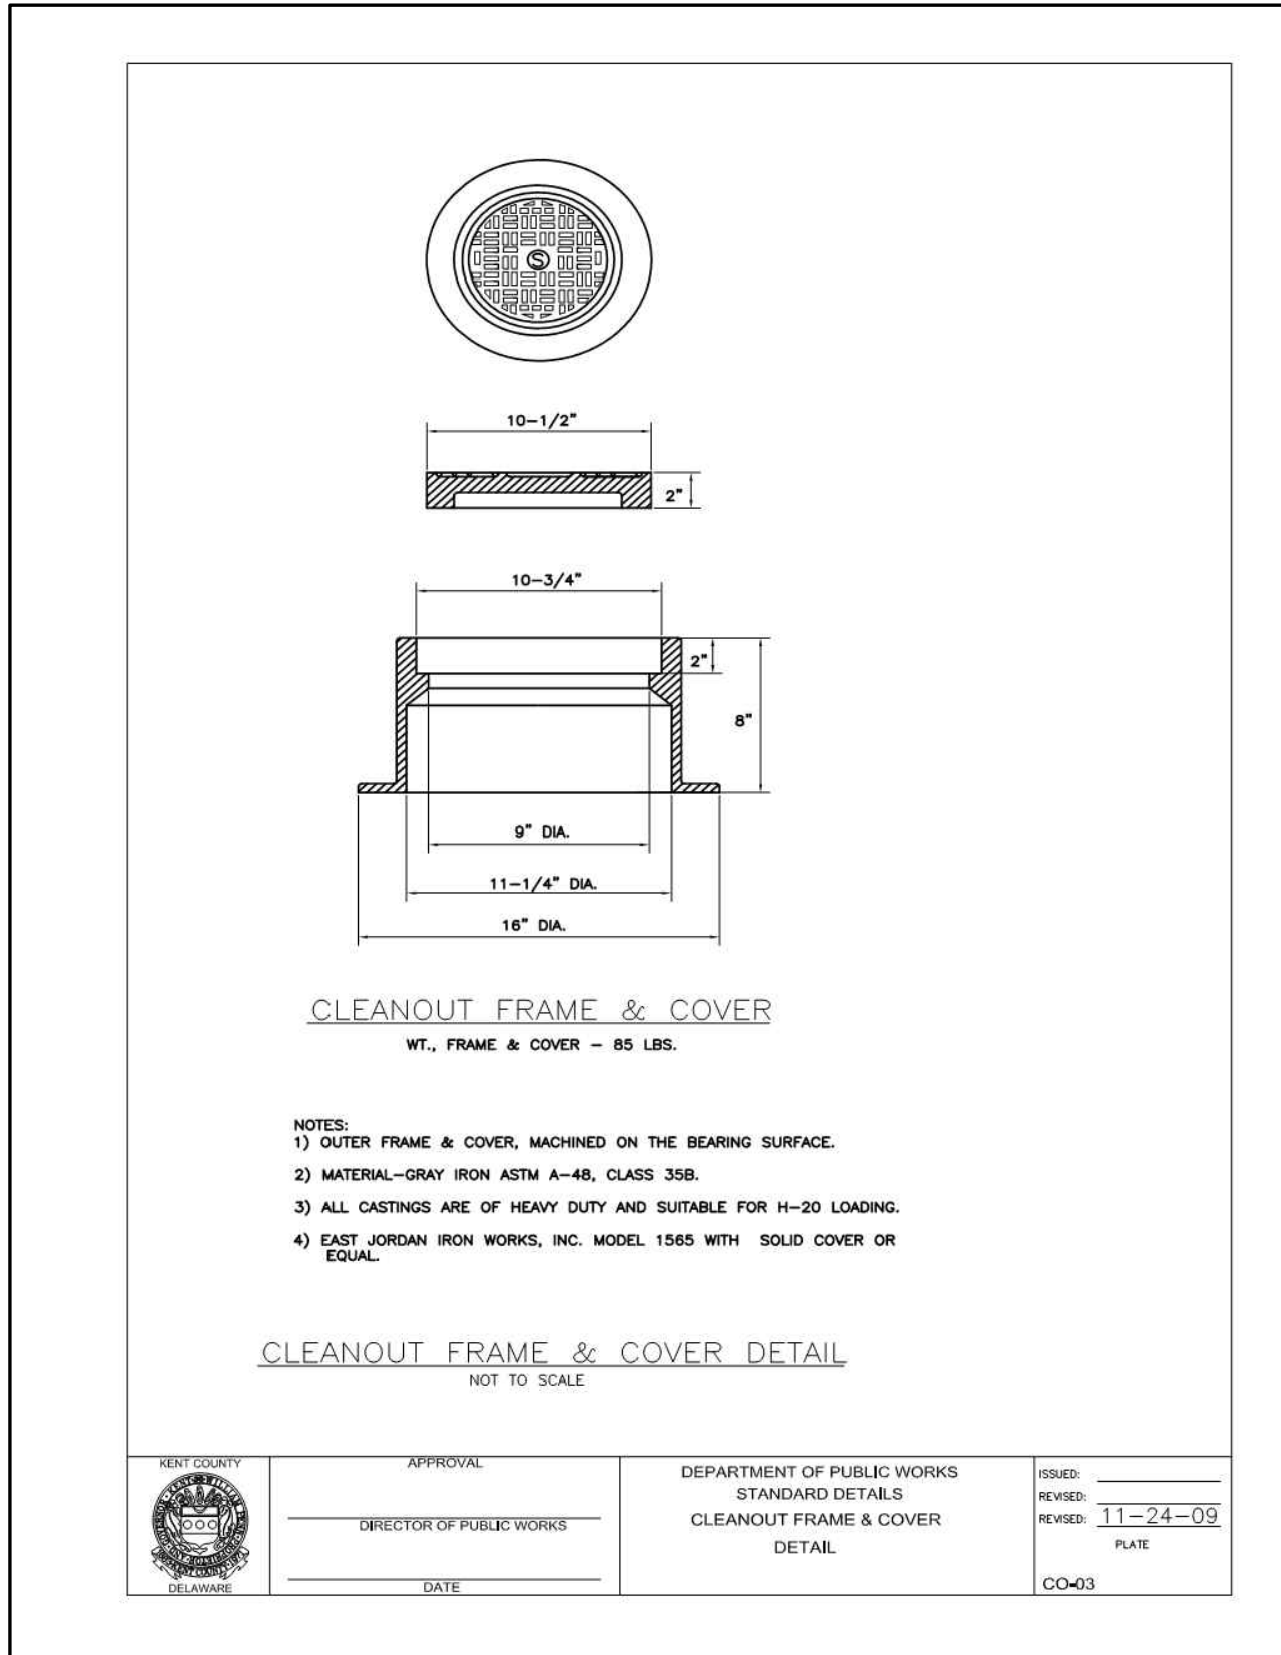 S
10-1/2"
2"
10-3/4"
2"
8"
9" DIA.
11-1/4" DIA.
16" DIA.
CLEANOUT FRAME & COVER
WT., FRAME & COVER - 85 LBS.
NOTES:
1) OUTER FRAME & COVER, MACHINED ON THE BEARING SURFACE.
2) MATERIAL-GRAY IRON ASTM A-48, CLASS 35B.
3) ALL CASTINGS ARE OF HEAVY DUTY AND SUITABLE FOR H-20 LOADING.
4) EAST JORDAN IRON WORKS, INC. MODEL 1565 WITH SOLID COVER OR
EQUAL.
CLEANOUT FRAME & COVER DETAIL
NOT TO SCALE
KENT COUNTY
DELAWARE
APPROVAL
DIRECTOR OF PUBLIC WORKS
DATE
DEPARTMENT OF PUBLIC WORKS
STANDARD DETAILS
CLEANOUT FRAME & COVER
DETAIL
ISSUED:
REVISED:
REVISED: 11-24-09
PLATE
CO-03